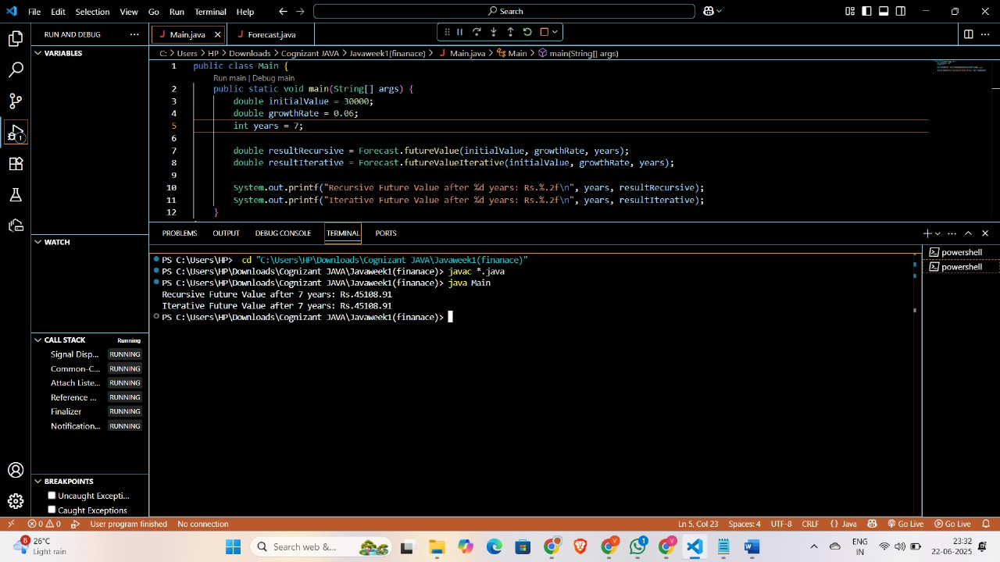 File Edit Selection View Go Run Terminal Help Search
RUN AND DEBUG
Main.java
Forecast.java
VARIABLES
C: > Users > HP > Downloads > Cognizant JAVA > Javaweek1(finanace) > Main.java > Main > main(String[] args)
1 public class Main {
Run main | Debug main
2 public static void main(String[] args) {
3 double initialValue = 30000;
4 double growthRate = 0.06;
5 int years = 7;
6
7 double resultRecursive = Forecast.futureValue(initialValue, growthRate, years);
8 double resultIterative = Forecast.futureValueIterative(initialValue, growthRate, years);
9
10 System.out.printf("Recursive Future Value after %d years: Rs.%.2f\n", years, resultRecursive);
11 System.out.printf("Iterative Future Value after %d years: Rs.%.2f\n", years, resultIterative);
12 }
WATCH
PROBLEMS OUTPUT DEBUG CONSOLE TERMINAL PORTS
PS C:\Users\HP> cd "C:\Users\HP\Downloads\Cognizant JAVA\Javaweek1(finanace)"
PS C:\Users\HP\Downloads\Cognizant JAVA\Javaweek1(finanace)> javac *.java
PS C:\Users\HP\Downloads\Cognizant JAVA\Javaweek1(finanace)> java Main
Recursive Future Value after 7 years: Rs.45108.91
Iterative Future Value after 7 years: Rs.45108.91
PS C:\Users\HP\Downloads\Cognizant JAVA\Javaweek1(finanace)>
powershell
powershell
CALL STACK Running
Signal Disp... RUNNING
Common-C... RUNNING
Attach Liste... RUNNING
Reference ... RUNNING
Finalizer RUNNING
Notification... RUNNING
BREAKPOINTS
Uncaught Excepti...
Caught Exceptions
0 0 User program finished No connection Ln 5, Col 23 Spaces: 4 UTF-8 CRLF {} Java Go Live Go Live
8 26°C
Light rain
Search web &...
1
ENG
IN
23:32
22-06-2025